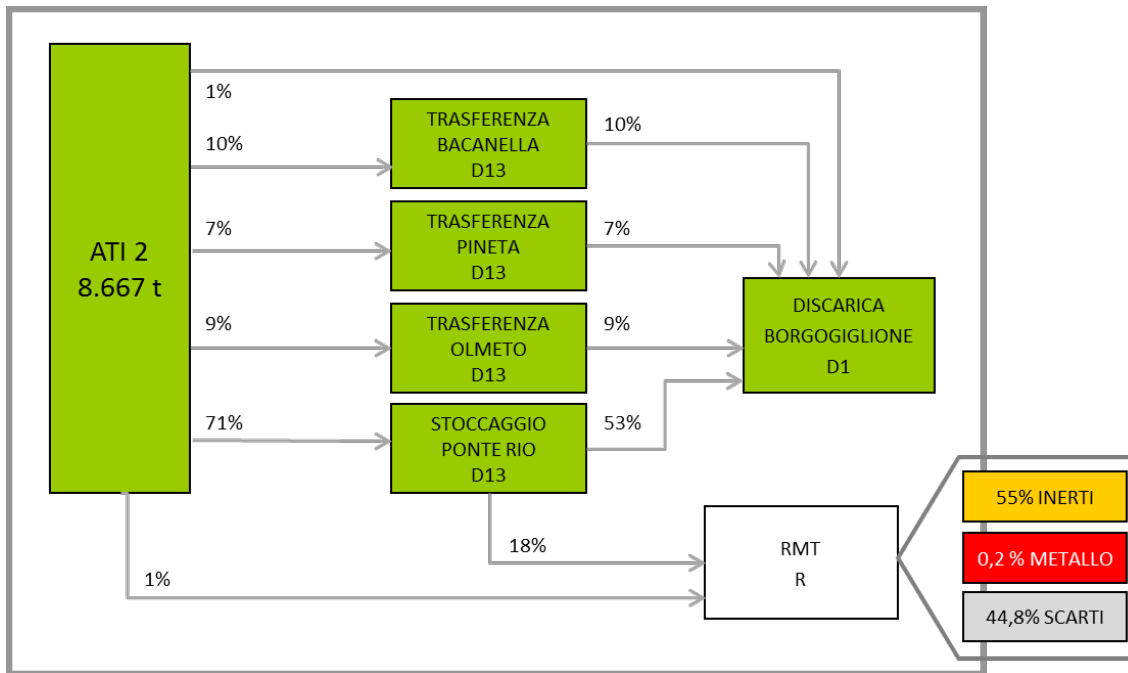 ATI 2
8.667 t
1%
10%
TRASFERENZA
BACANELLA
D13
10%
7%
TRASFERENZA
PINETA
D13
7%
9%
TRASFERENZA
OLMETO
D13
9%
DISCARICA
BORGOGIGLIONE
D1
71%
STOCCAGGIO
PONTE RIO
D13
53%
18%
1%
RMT
R
55% INERTI
0,2 % METALLO
44,8% SCARTI